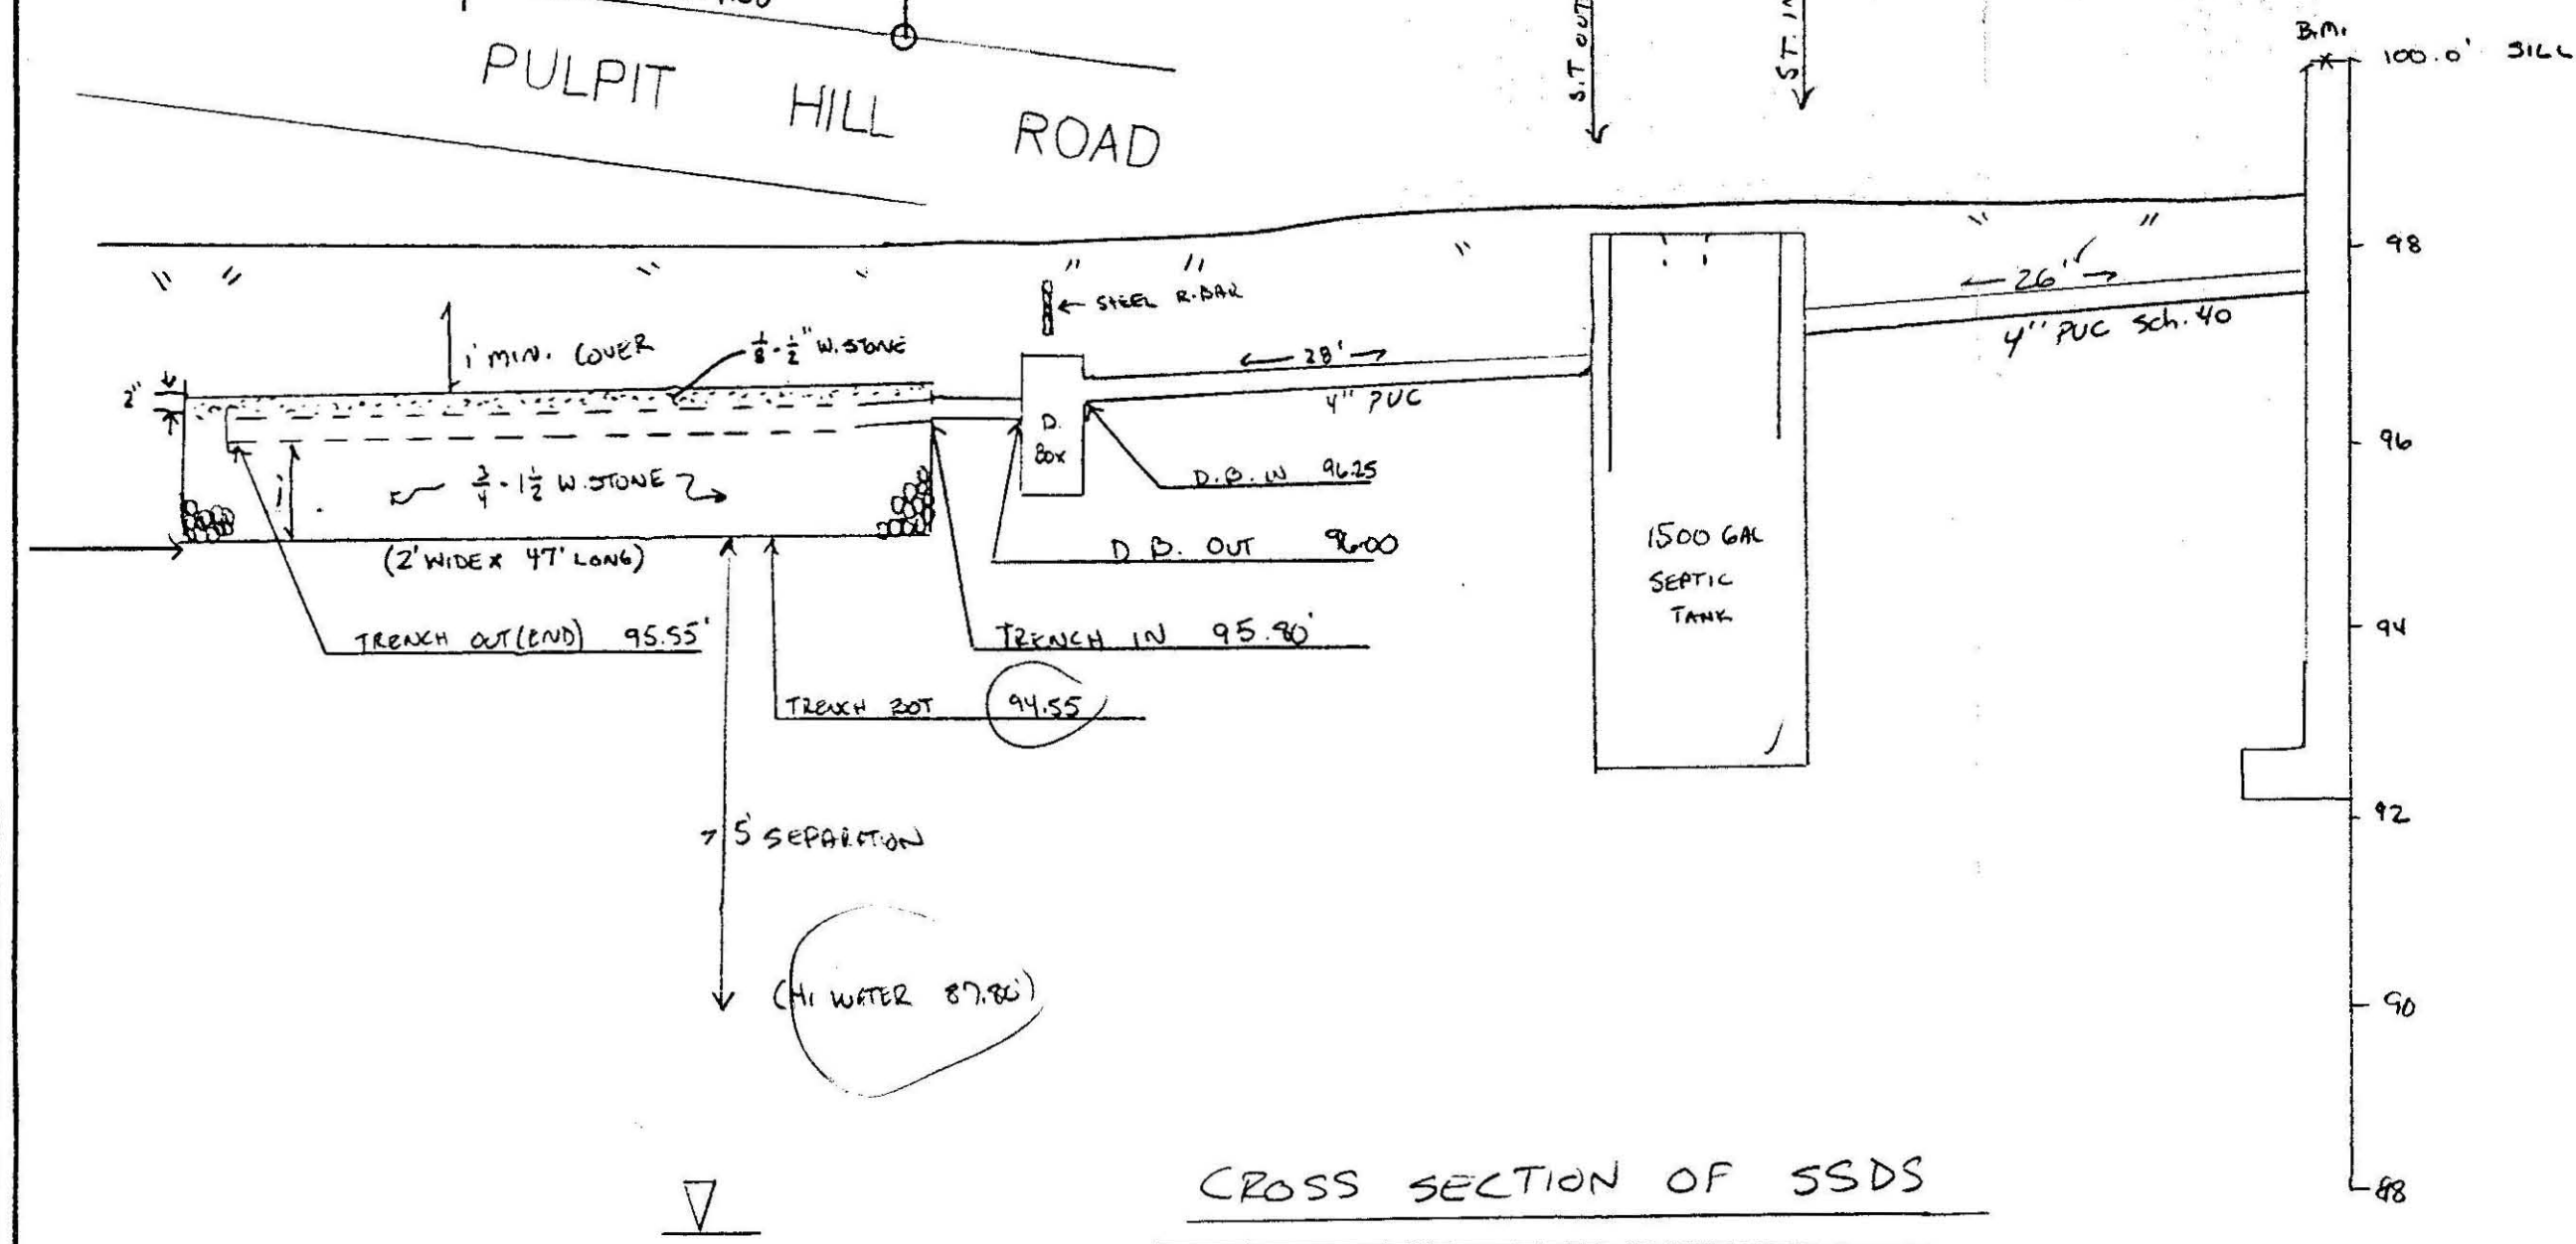 PULPIT HILL ROAD
S.T OUT
S.T. IN
B.M.
100.0' SILL
98
96
94
92
90
88
← STEEL R.BAR
1' MIN. COVER
1/8 - 1/2" W. STONE
2"
← 28' →
4" PVC
← 26' →
4" PVC Sch. 40
D. BOX
3/4 - 1 1/2 W. STONE
1'
D.B. IN 96.25
(2' WIDE X 47' LONG)
D.B. OUT 96.00
1500 GAL
SEPTIC
TANK
TRENCH OUT (END) 95.55'
TRENCH IN 95.80'
TRENCH BOT 94.55
> 5' SEPARATION
(HI WATER 87.80')
CROSS SECTION OF SSDS